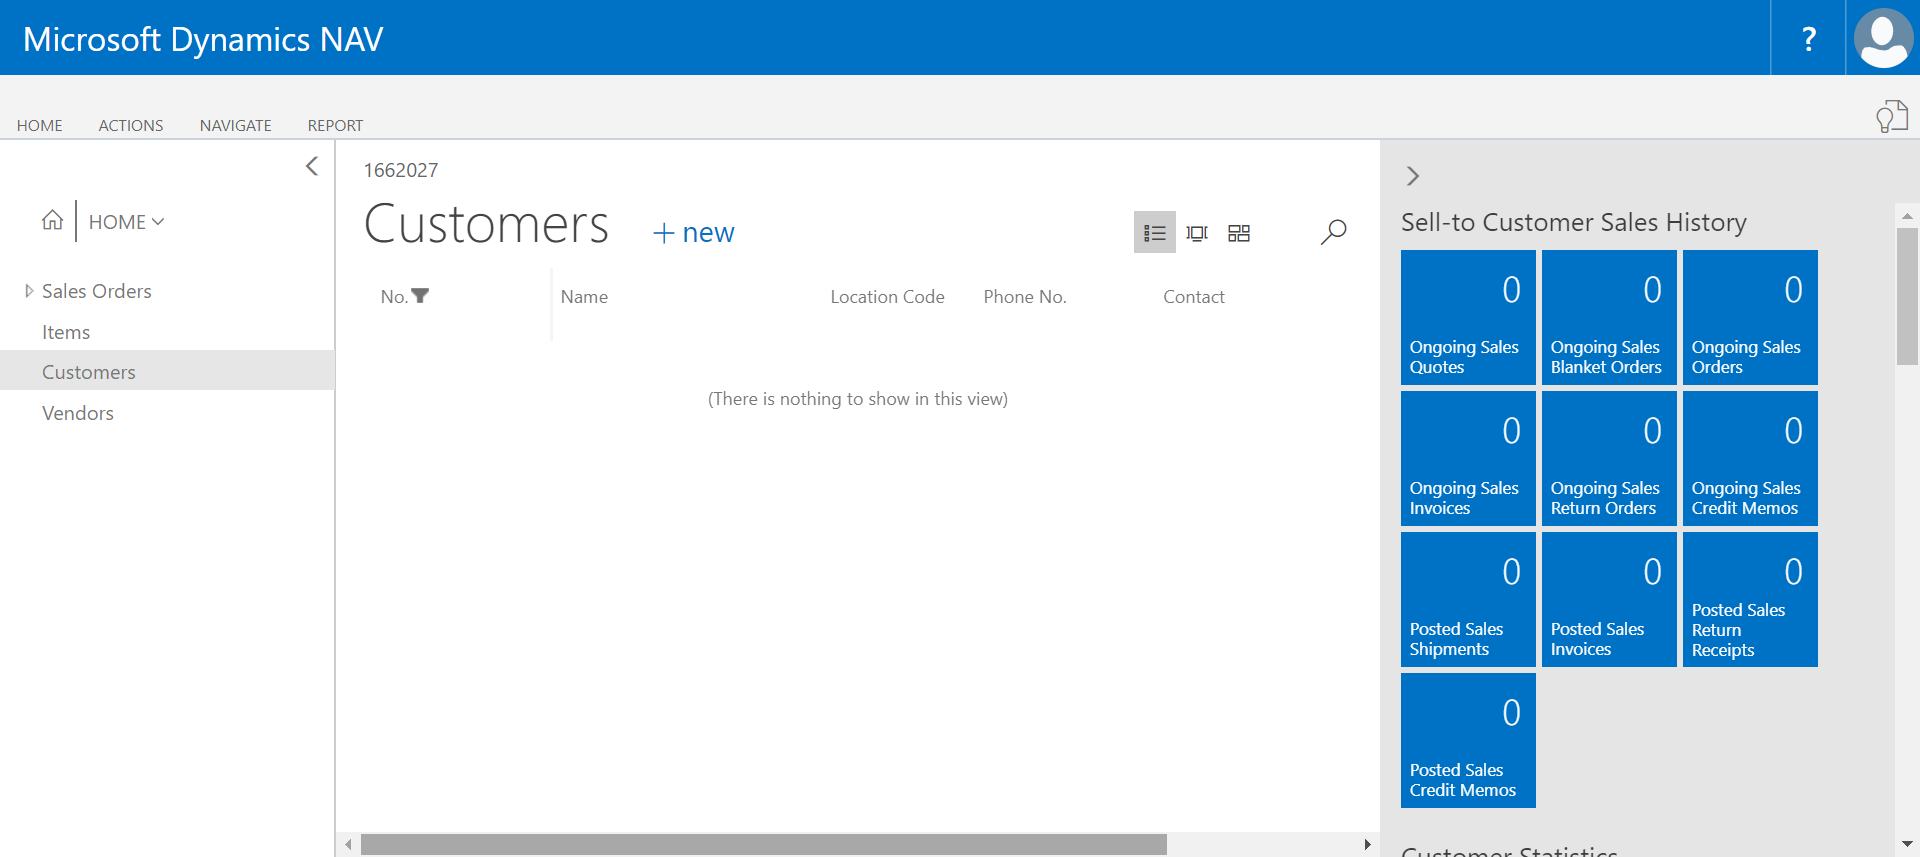 Microsoft Dynamics NAV
?
HOME
ACTIONS
NAVIGATE
REPORT
HOME
Sales Orders
Items
Customers
Vendors
1662027
Customers
+ new
No.
Name
Location Code
Phone No.
Contact
(There is nothing to show in this view)
Sell-to Customer Sales History
0
Ongoing Sales
Quotes
0
Ongoing Sales
Blanket Orders
0
Ongoing Sales
Orders
0
Ongoing Sales
Invoices
0
Ongoing Sales
Return Orders
0
Ongoing Sales
Credit Memos
0
Posted Sales
Shipments
0
Posted Sales
Invoices
0
Posted Sales
Return
Receipts
0
Posted Sales
Credit Memos
Customer Statistics